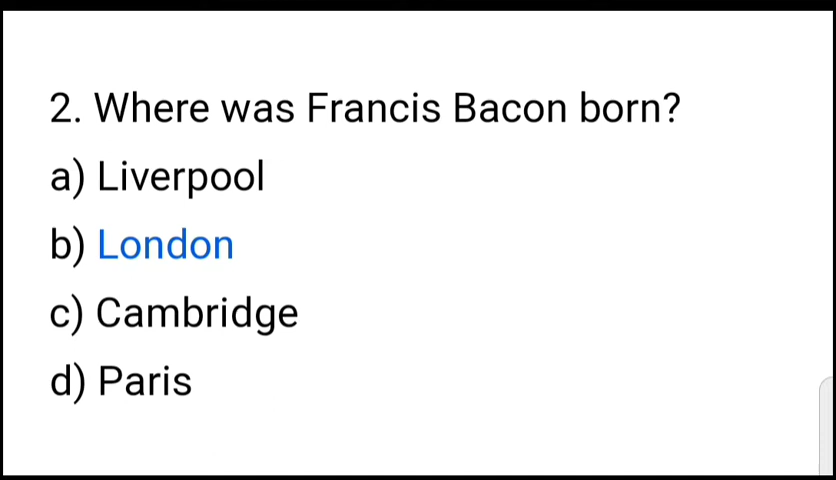 2. Where was Francis Bacon born?
a) Liverpool
b) London
c) Cambridge
d) Paris